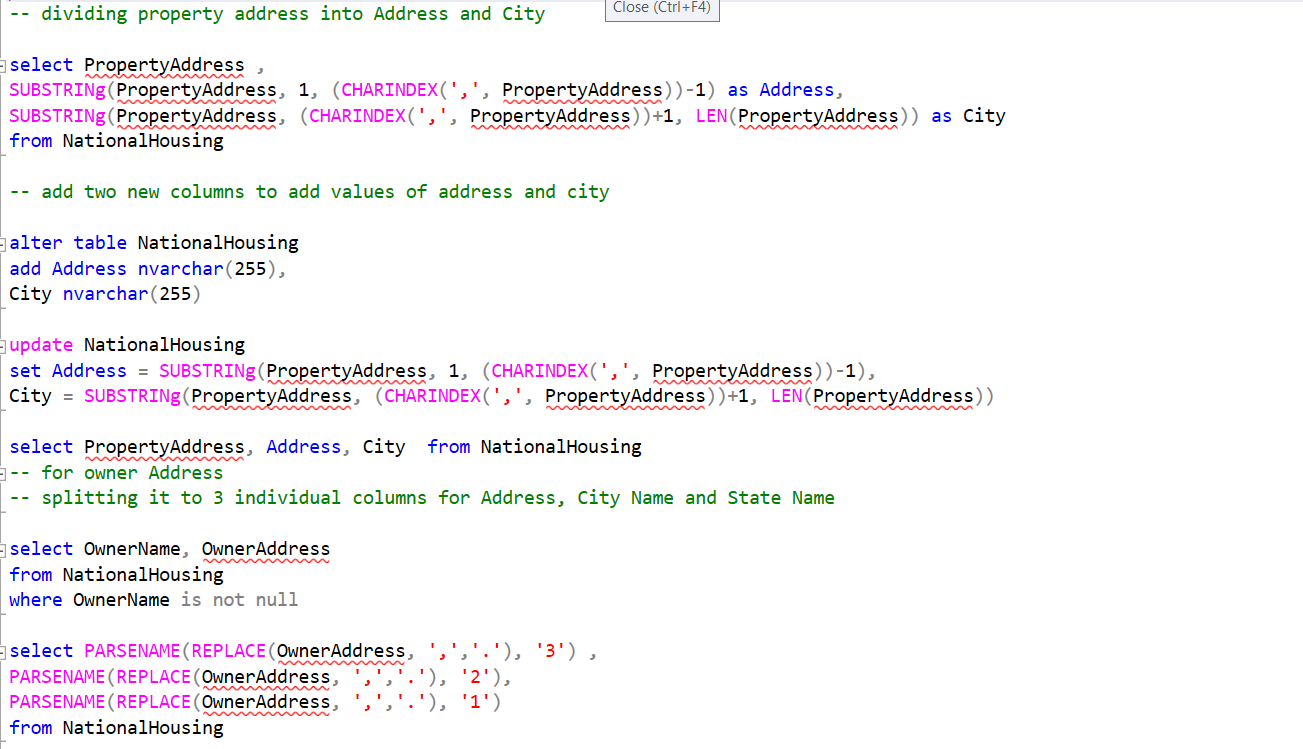 Close (Ctrl+F4)
-- dividing property address into Address and City
select PropertyAddress ,
SUBSTRINg(PropertyAddress, 1, (CHARINDEX(',', PropertyAddress))-1) as Address,
SUBSTRINg(PropertyAddress, (CHARINDEX(',', PropertyAddress))+1, LEN(PropertyAddress)) as City
from NationalHousing
-- add two new columns to add values of address and city
alter table NationalHousing
add Address nvarchar(255),
City nvarchar(255)
update NationalHousing
set Address = SUBSTRINg(PropertyAddress, 1, (CHARINDEX(',', PropertyAddress))-1),
City = SUBSTRINg(PropertyAddress, (CHARINDEX(',', PropertyAddress))+1, LEN(PropertyAddress))
select PropertyAddress, Address, City  from NationalHousing
-- for owner Address
-- splitting it to 3 individual columns for Address, City Name and State Name
select OwnerName, OwnerAddress
from NationalHousing
where OwnerName is not null
select PARSENAME(REPLACE(OwnerAddress, ',','.'), '3') ,
PARSENAME(REPLACE(OwnerAddress, ',','.'), '2'),
PARSENAME(REPLACE(OwnerAddress, ',','.'), '1')
from NationalHousing